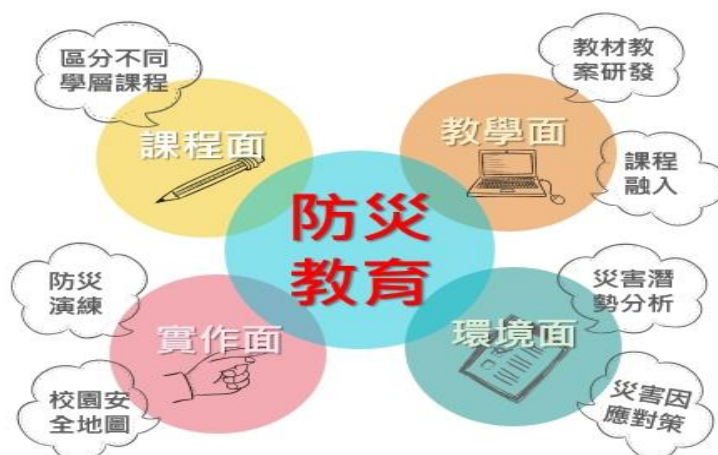 區分不同
學層課程
課程面
教材教
案研發
教學面
課程
融入
防災
教育
防災
演練
實作面
校園安
全地圖
災害潛
勢分析
環境面
災害因
應對策